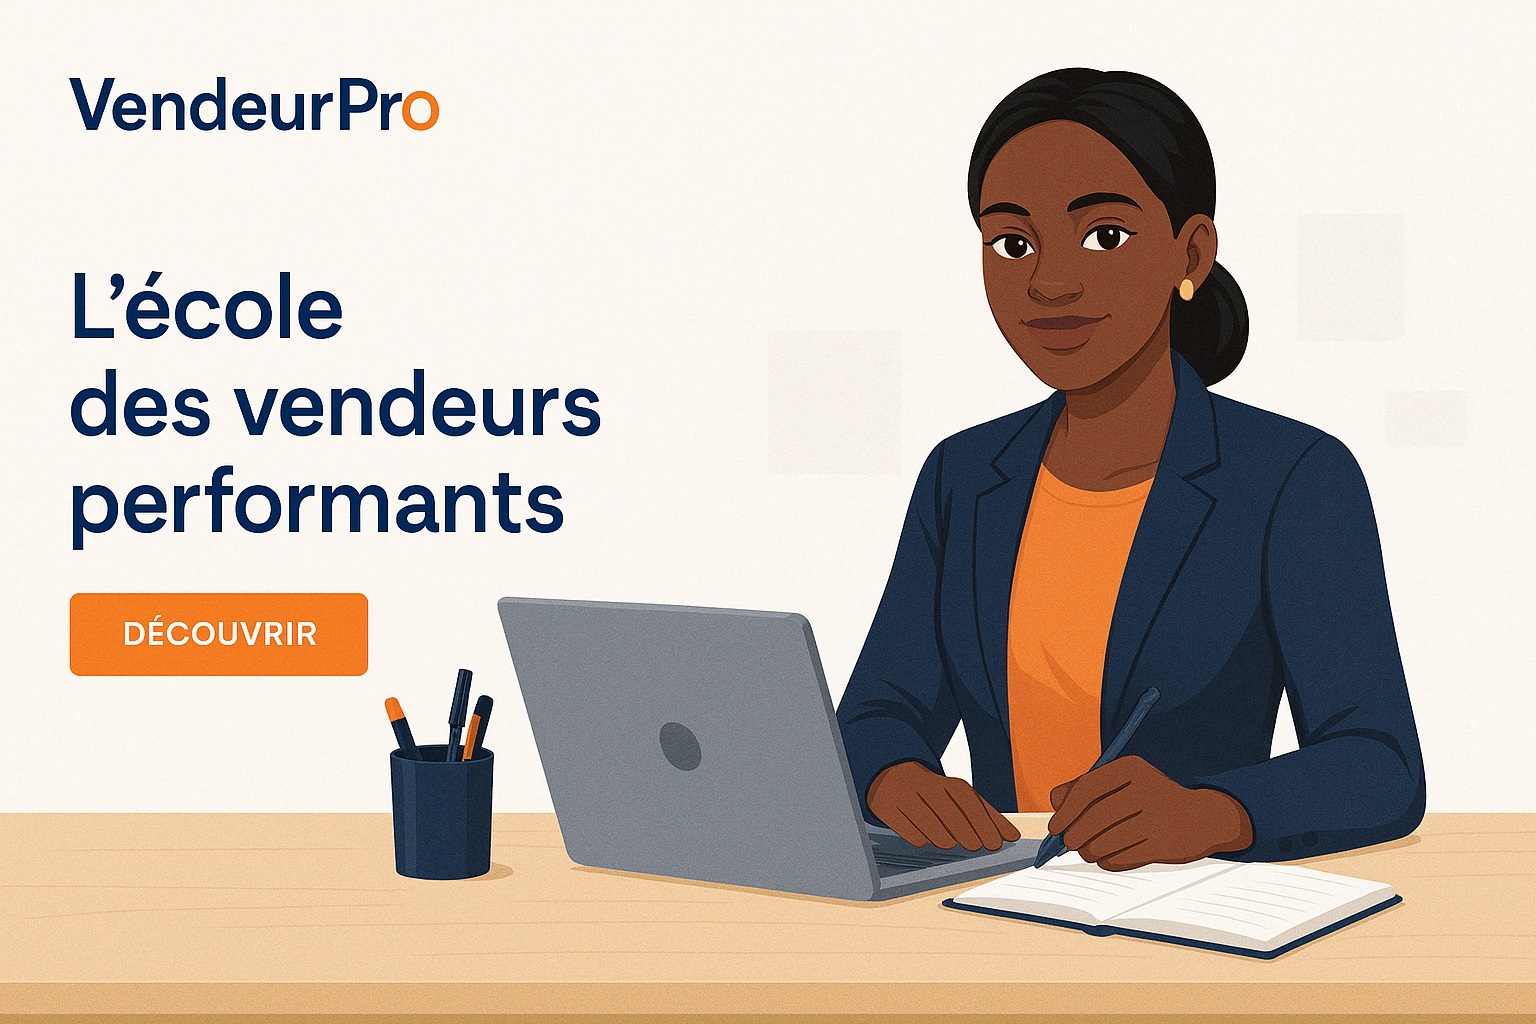 VendeurPro
L’école
des vendeurs
performants
DÉCOUVRIR